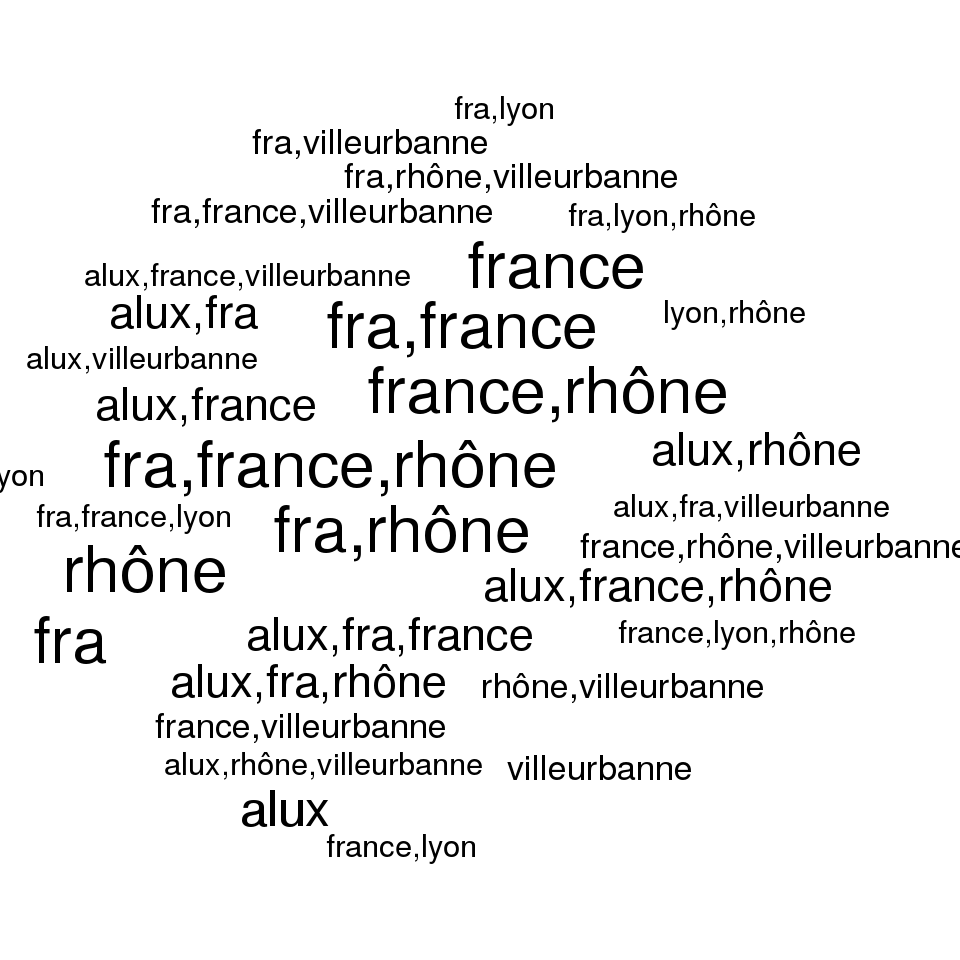 fra,lyon
fra,villeurbanne
fra,rhône,villeurbanne
fra,france,villeurbanne
fra,lyon,rhône
france
alux,france,villeurbanne
alux,fra
fra,france
lyon,rhône
alux,villeurbanne
france,rhône
alux,france
alux,rhône
fra,france,rhône
yon
alux,fra,villeurbanne
fra,france,lyon
fra,rhône
france,rhône,villeurbanne
rhône
alux,france,rhône
fra
alux,fra,france
france,lyon,rhône
alux,fra,rhône
rhône,villeurbanne
france,villeurbanne
alux,rhône,villeurbanne
villeurbanne
alux
france,lyon